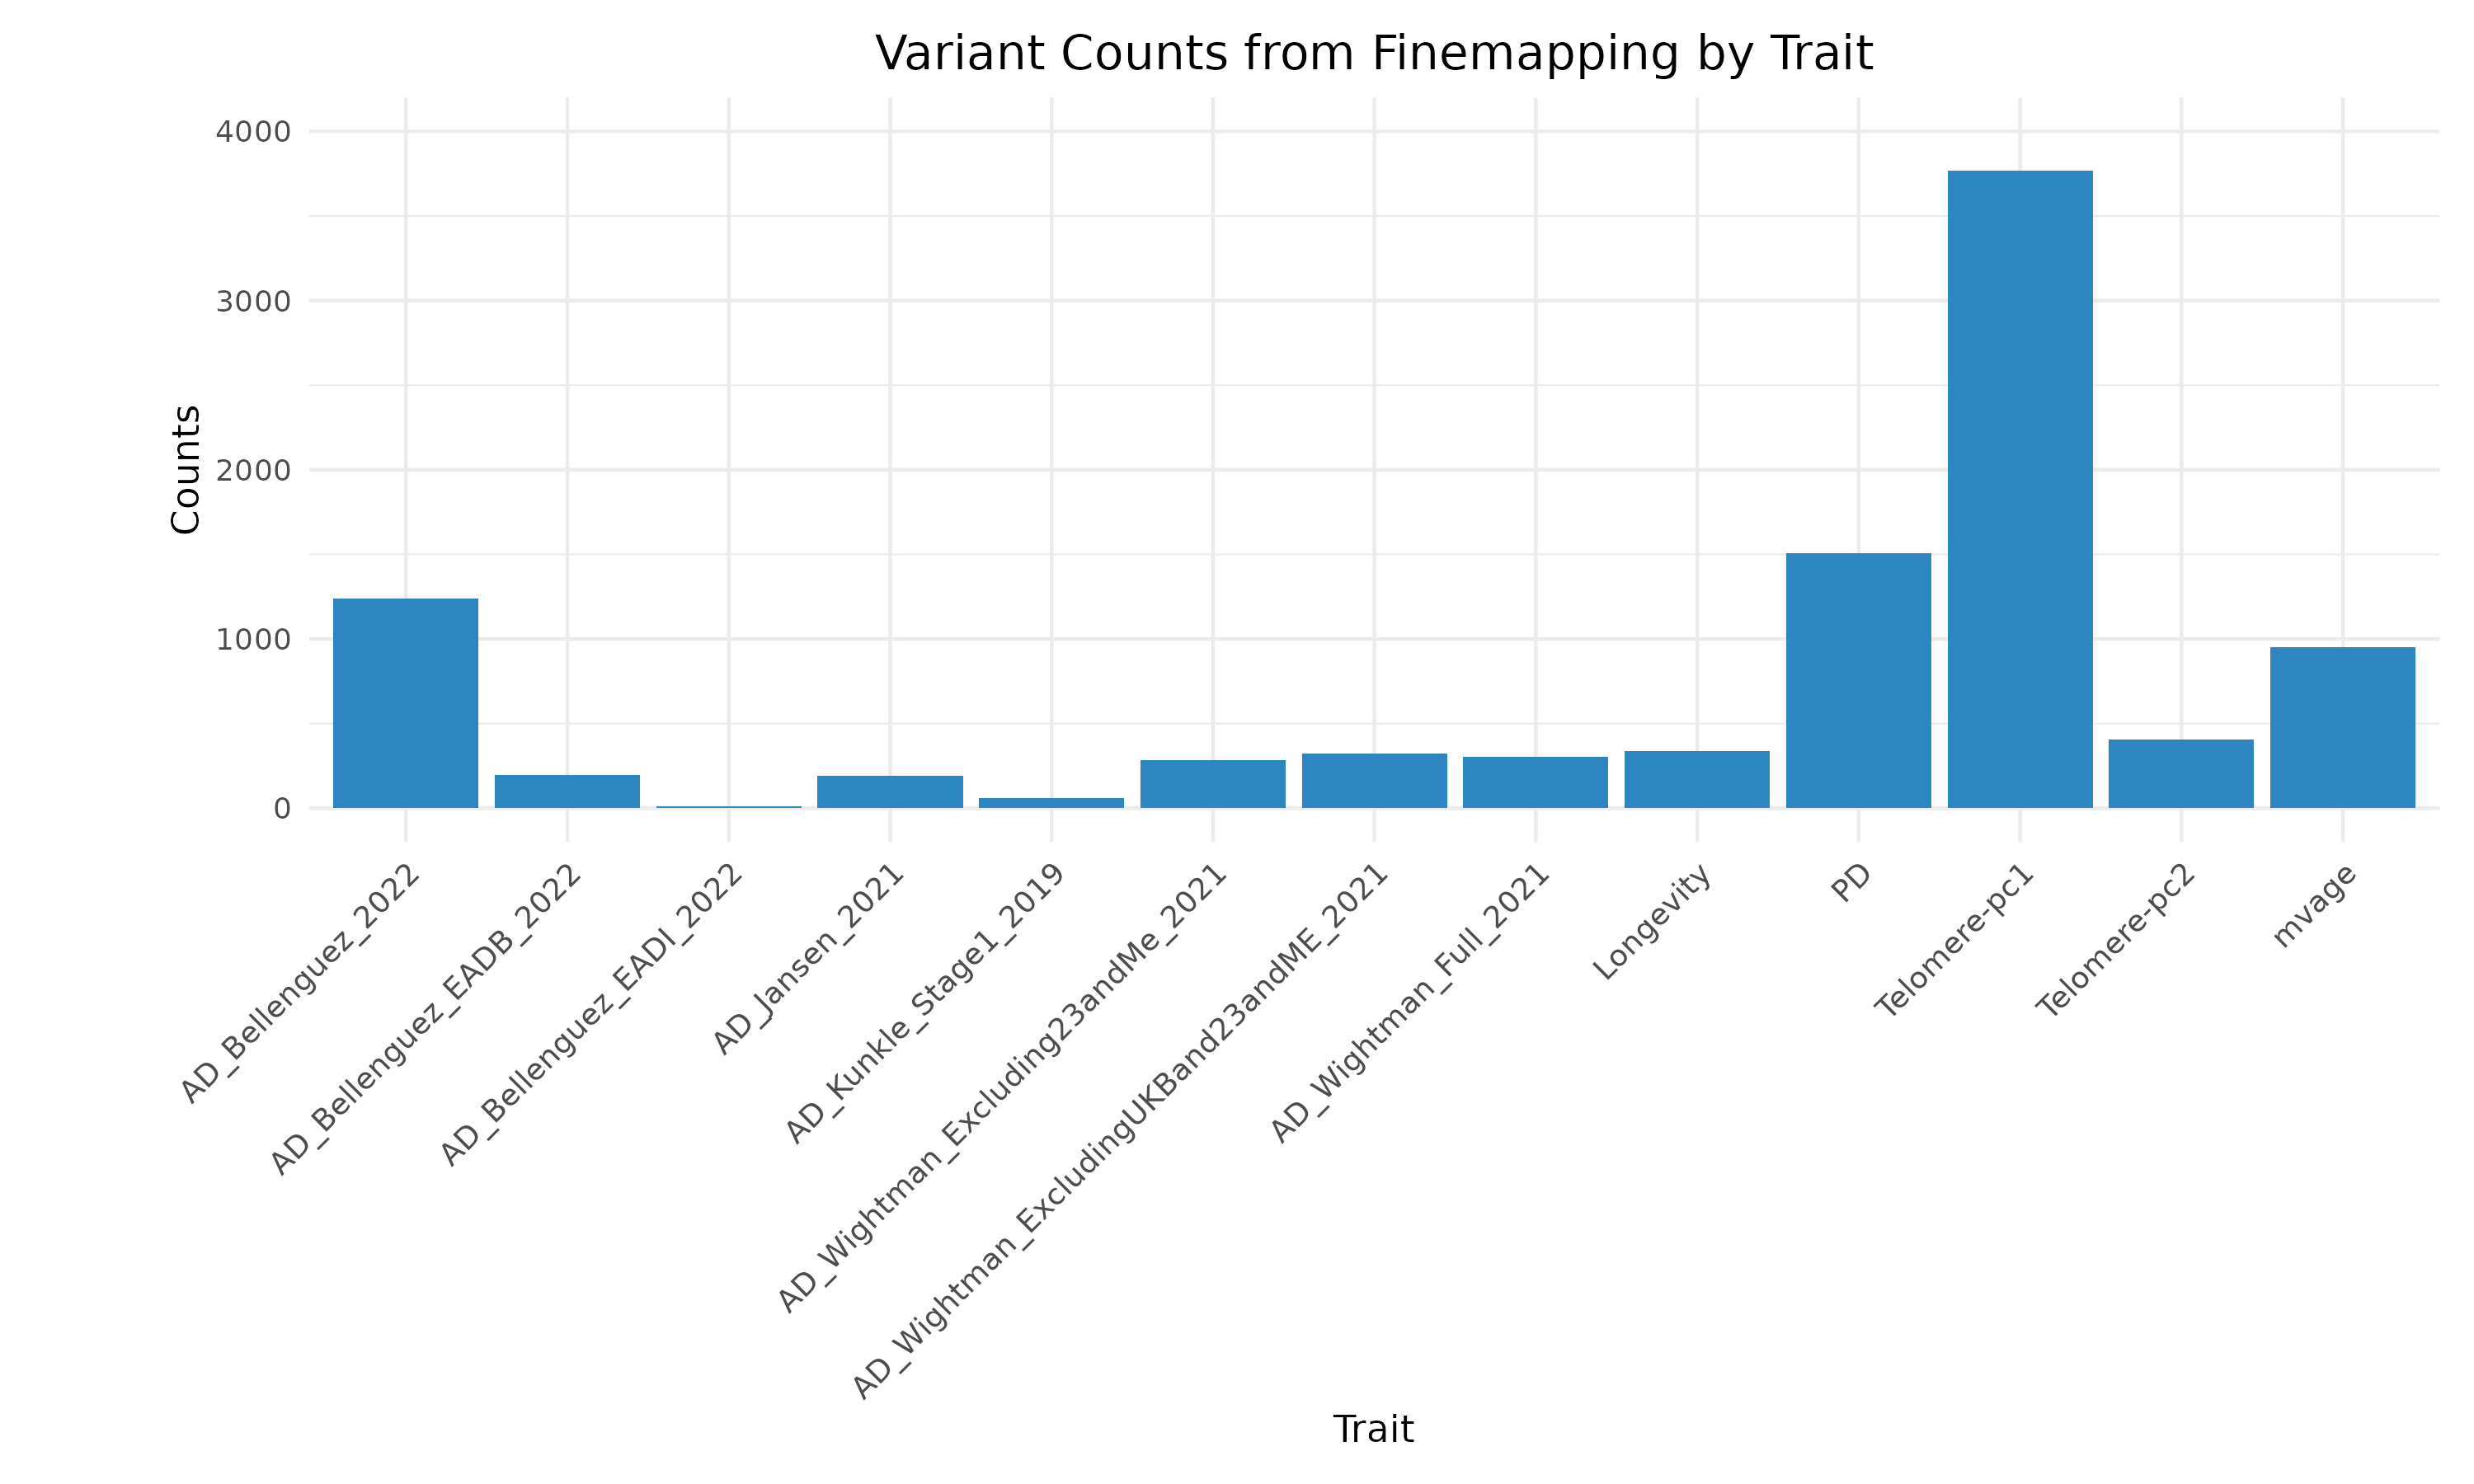 Variant Counts from Finemapping by Trait
Counts
4000
3000
2000
1000
0
AD_Bellenguez_2022
AD_Bellenguez_EADB_2022
AD_Bellenguez_EADI_2022
AD_Jansen_2021
AD_Kunkle_Stage1_2019
AD_Wightman_Excluding23andMe_2021
AD_Wightman_ExcludingUKBand23andME_2021
AD_Wightman_Full_2021
Longevity
PD
Telomere-pc1
Telomere-pc2
mvage
Trait